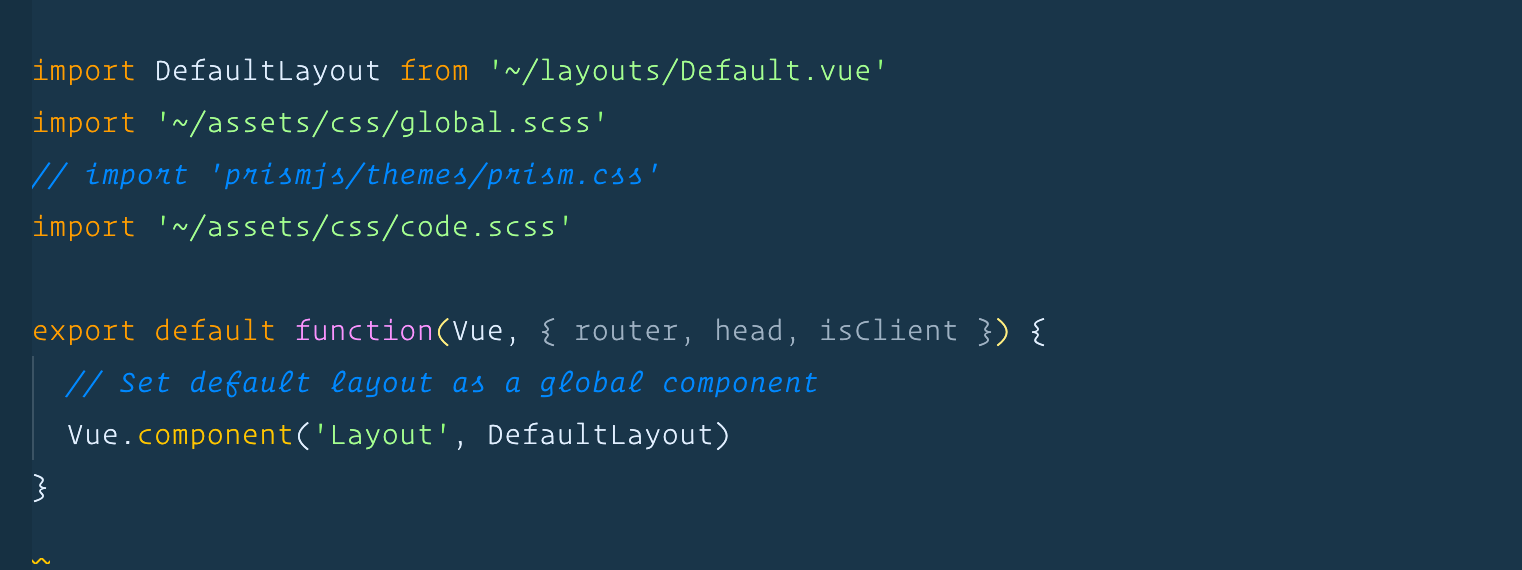 import DefaultLayout from '~/layouts/Default.vue'
import '~/assets/css/global.scss'
// import 'prismjs/themes/prism.css'
import '~/assets/css/code.scss'
export default function(Vue, { router, head, isClient }) {
// Set default layout as a global component
Vue.component('Layout', DefaultLayout)
}